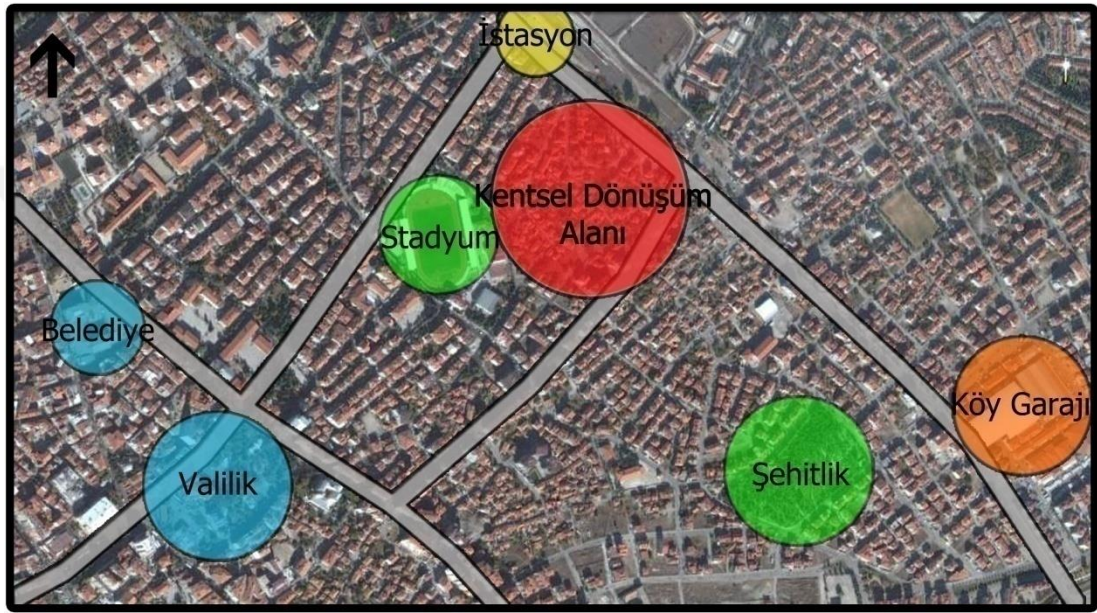 İstasyon
Kentsel Dönüşüm
Alanı
Stadyum
Belediye
Köy Garajı
Valilik
Şehitlik